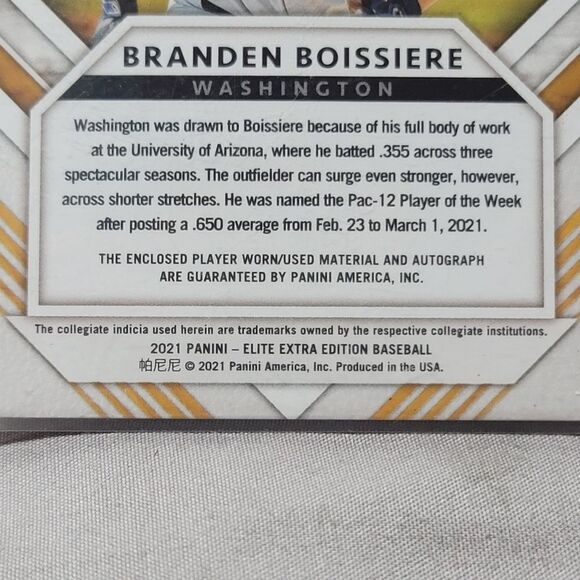 BRANDEN BOISSIERE
WASHINGTON
Washington was drawn to Boissiere because of his full body of work
at the University of Arizona, where he batted .355 across three
spectacular seasons. The outfielder can surge even stronger, however,
across shorter stretches. He was named the Pac-12 Player of the Week
after posting a .650 average from Feb. 23 to March 1, 2021.
THE ENCLOSED PLAYER WORN/USED MATERIAL AND AUTOGRAPH
ARE GUARANTEED BY PANINI AMERICA, INC.
The collegiate indicia used herein are trademarks owned by the respective collegiate institutions.
2021 PANINI – ELITE EXTRA EDITION BASEBALL
帕尼尼 © 2021 Panini America, Inc. Produced in the USA.